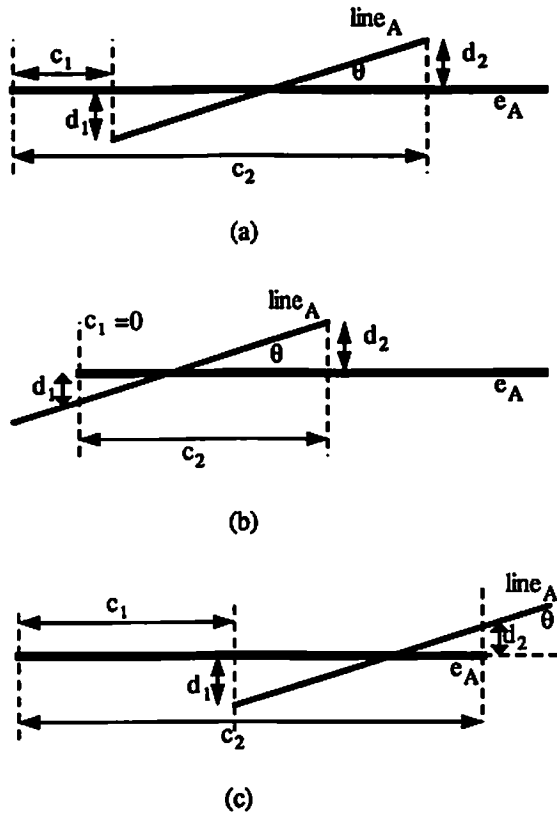 line_A
c_1
d_2
θ
e_A
d_1
c_2
(a)
line_A
c_1 =0
d_2
θ
d_1
e_A
c_2
(b)
line_A
c_1
θ
d_2
e_A
d_1
c_2
(c)